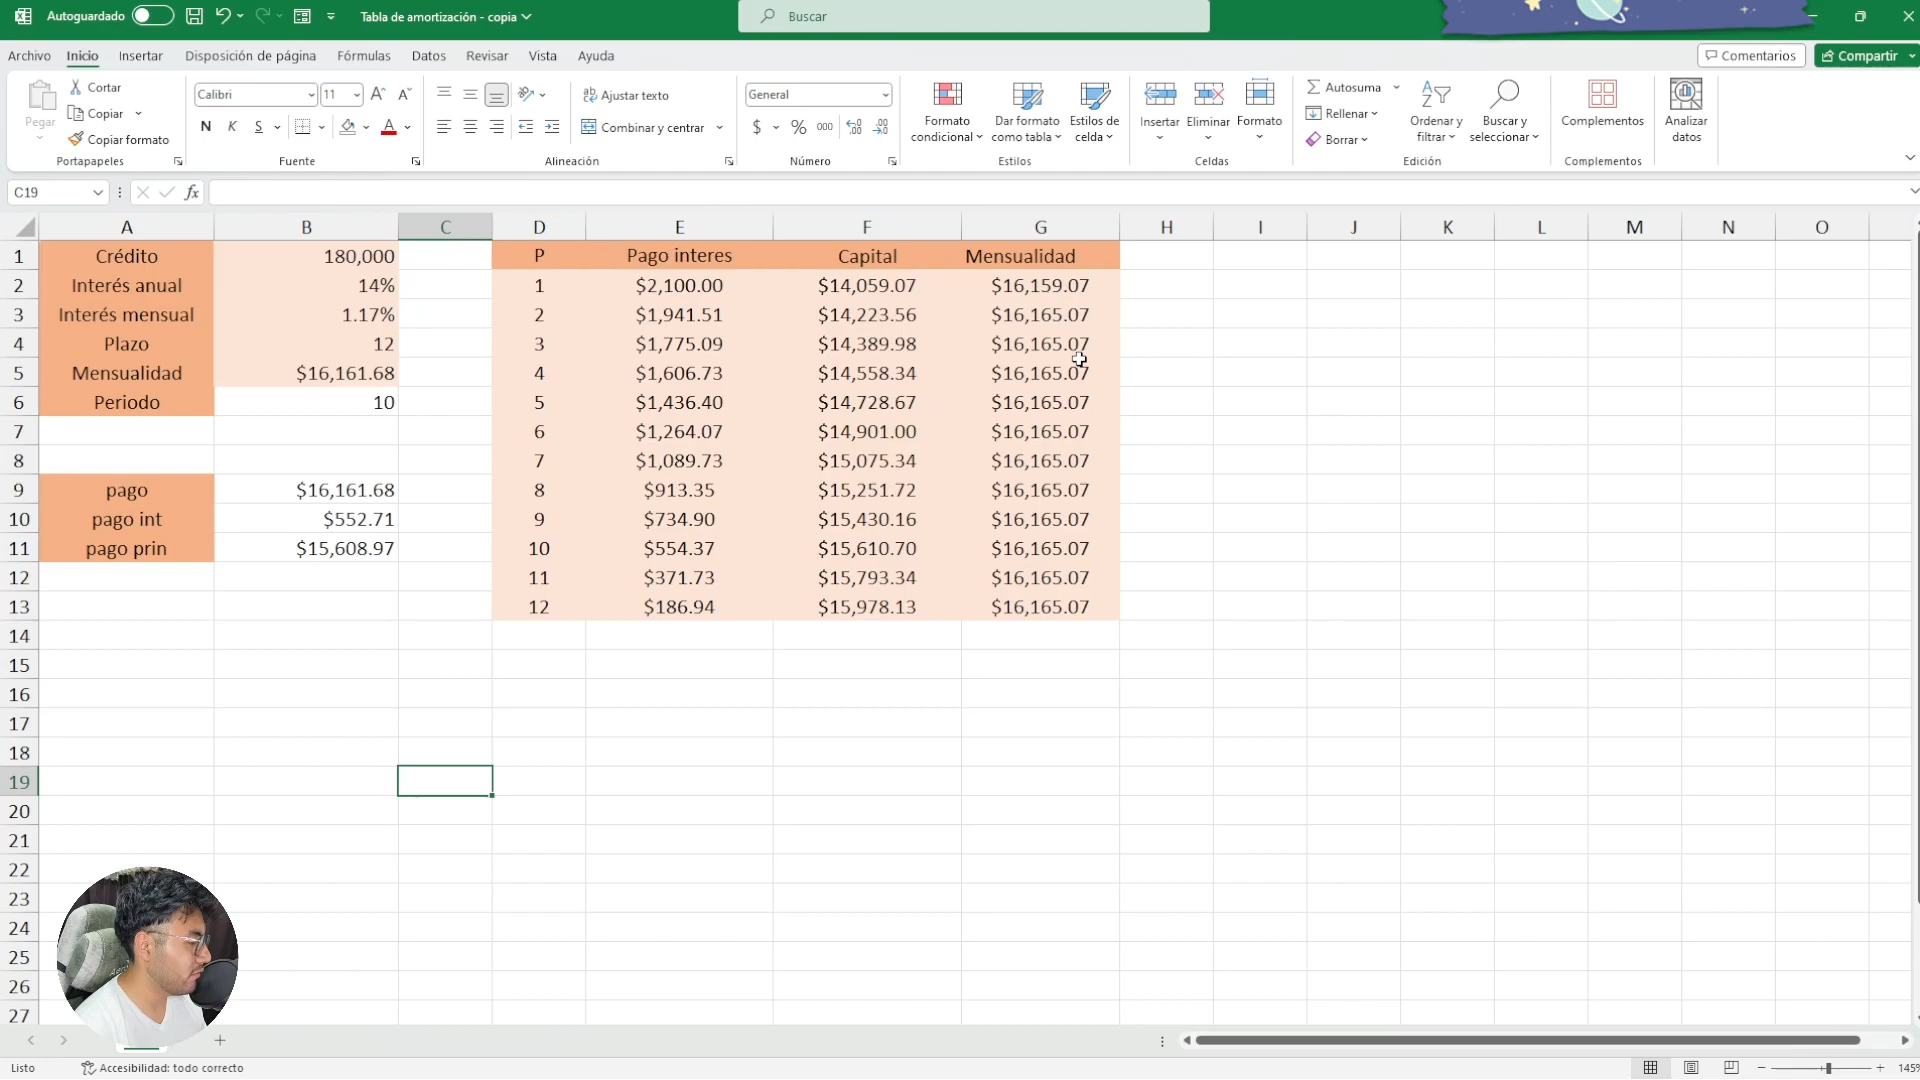 Autoguardado
Tabla de amortización - copia
Buscar
Archivo Inicio Insertar Disposición de página Fórmulas Datos Revisar Vista Ayuda
Comentarios Compartir
Pegar
Cortar
Copiar
Copiar formato
Portapapeles
Calibri 11
N K S
Fuente
Ajustar texto
Combinar y centrar
Alineación
General
$ % 000
Número
Formato condicional
Dar formato como tabla
Estilos de celda
Estilos
Insertar
Eliminar
Formato
Celdas
Autosuma
Rellenar
Borrar
Ordenar y filtrar
Buscar y seleccionar
Edición
Complementos
Complementos
Analizar datos
C19
fx
A B C D E F G H I J K L M N O
1 Crédito 180,000 P Pago interes Capital Mensualidad
2 Interés anual 14% 1 $2,100.00 $14,059.07 $16,159.07
3 Interés mensual 1.17% 2 $1,941.51 $14,223.56 $16,165.07
4 Plazo 12 3 $1,775.09 $14,389.98 $16,165.07
5 Mensualidad $16,161.68 4 $1,606.73 $14,558.34 $16,165.07
6 Periodo 10 5 $1,436.40 $14,728.67 $16,165.07
7 6 $1,264.07 $14,901.00 $16,165.07
8 7 $1,089.73 $15,075.34 $16,165.07
9 pago $16,161.68 8 $913.35 $15,251.72 $16,165.07
10 pago int $552.71 9 $734.90 $15,430.16 $16,165.07
11 pago prin $15,608.97 10 $554.37 $15,610.70 $16,165.07
12 11 $371.73 $15,793.34 $16,165.07
13 12 $186.94 $15,978.13 $16,165.07
14
15
16
17
18
19
20
21
22
23
24
25
26
27
Listo
Accesibilidad: todo correcto
145%